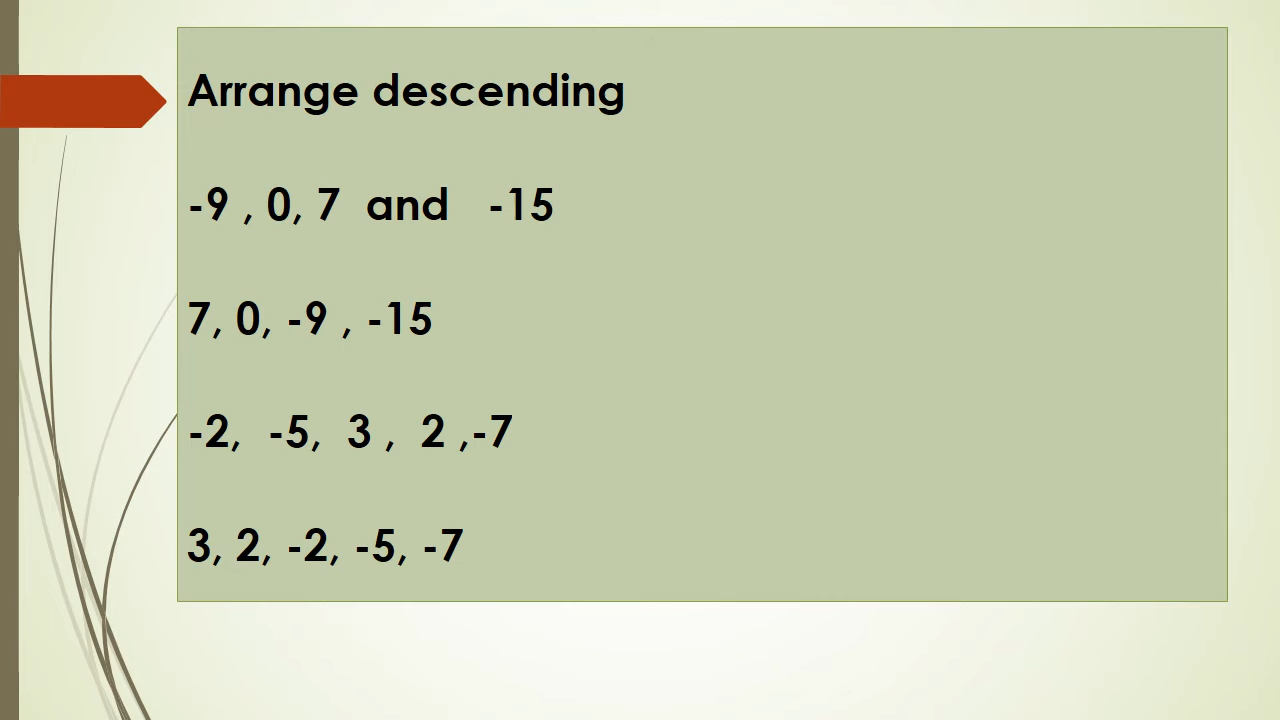 Arrange descending
-9 , 0, 7 and -15
7, 0, -9 , -15
-2, -5, 3 , 2 ,-7
3, 2, -2, -5, -7